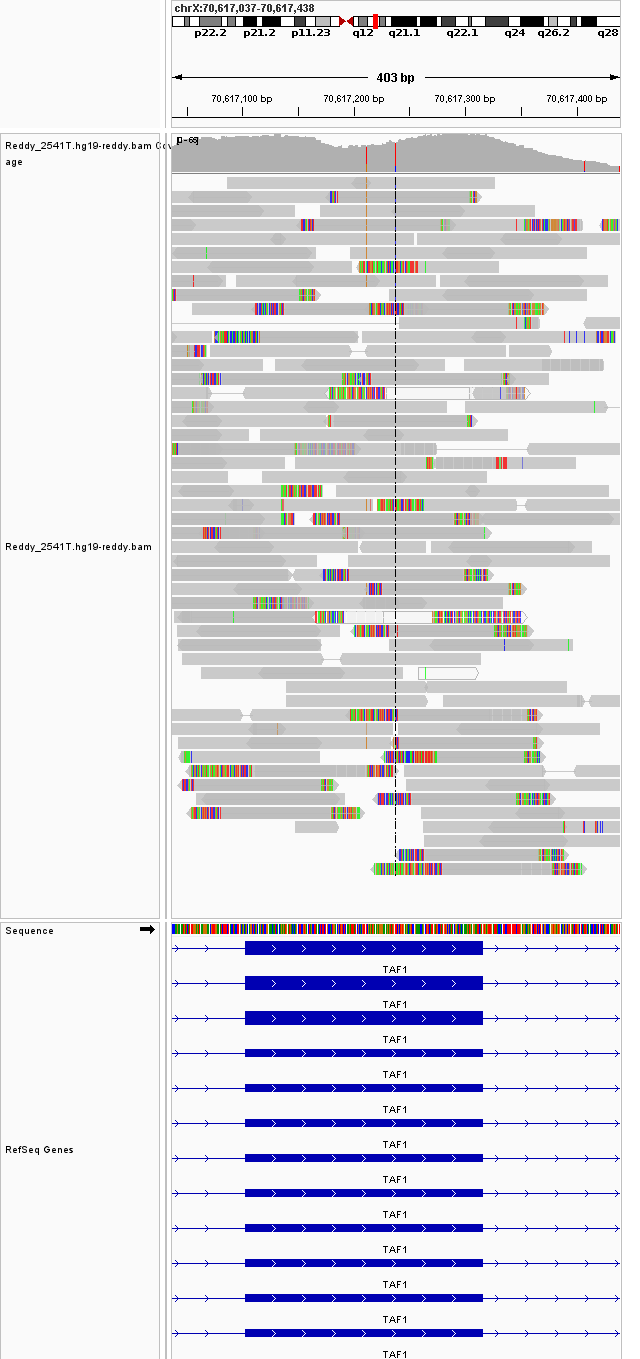 chrX:70,617,037-70,617,438
p22.2 p21.2 p11.23 q12 q21.1 q22.1 q24 q26.2 q28
403 bp
70,617,100 bp 70,617,200 bp 70,617,300 bp 70,617,400 bp
Reddy_2541T.hg19-reddy.bam Cov
age
Reddy_2541T.hg19-reddy.bam
Sequence
TAF1
TAF1
TAF1
TAF1
TAF1
TAF1
RefSeq Genes
TAF1
TAF1
TAF1
TAF1
TAF1
TAF1